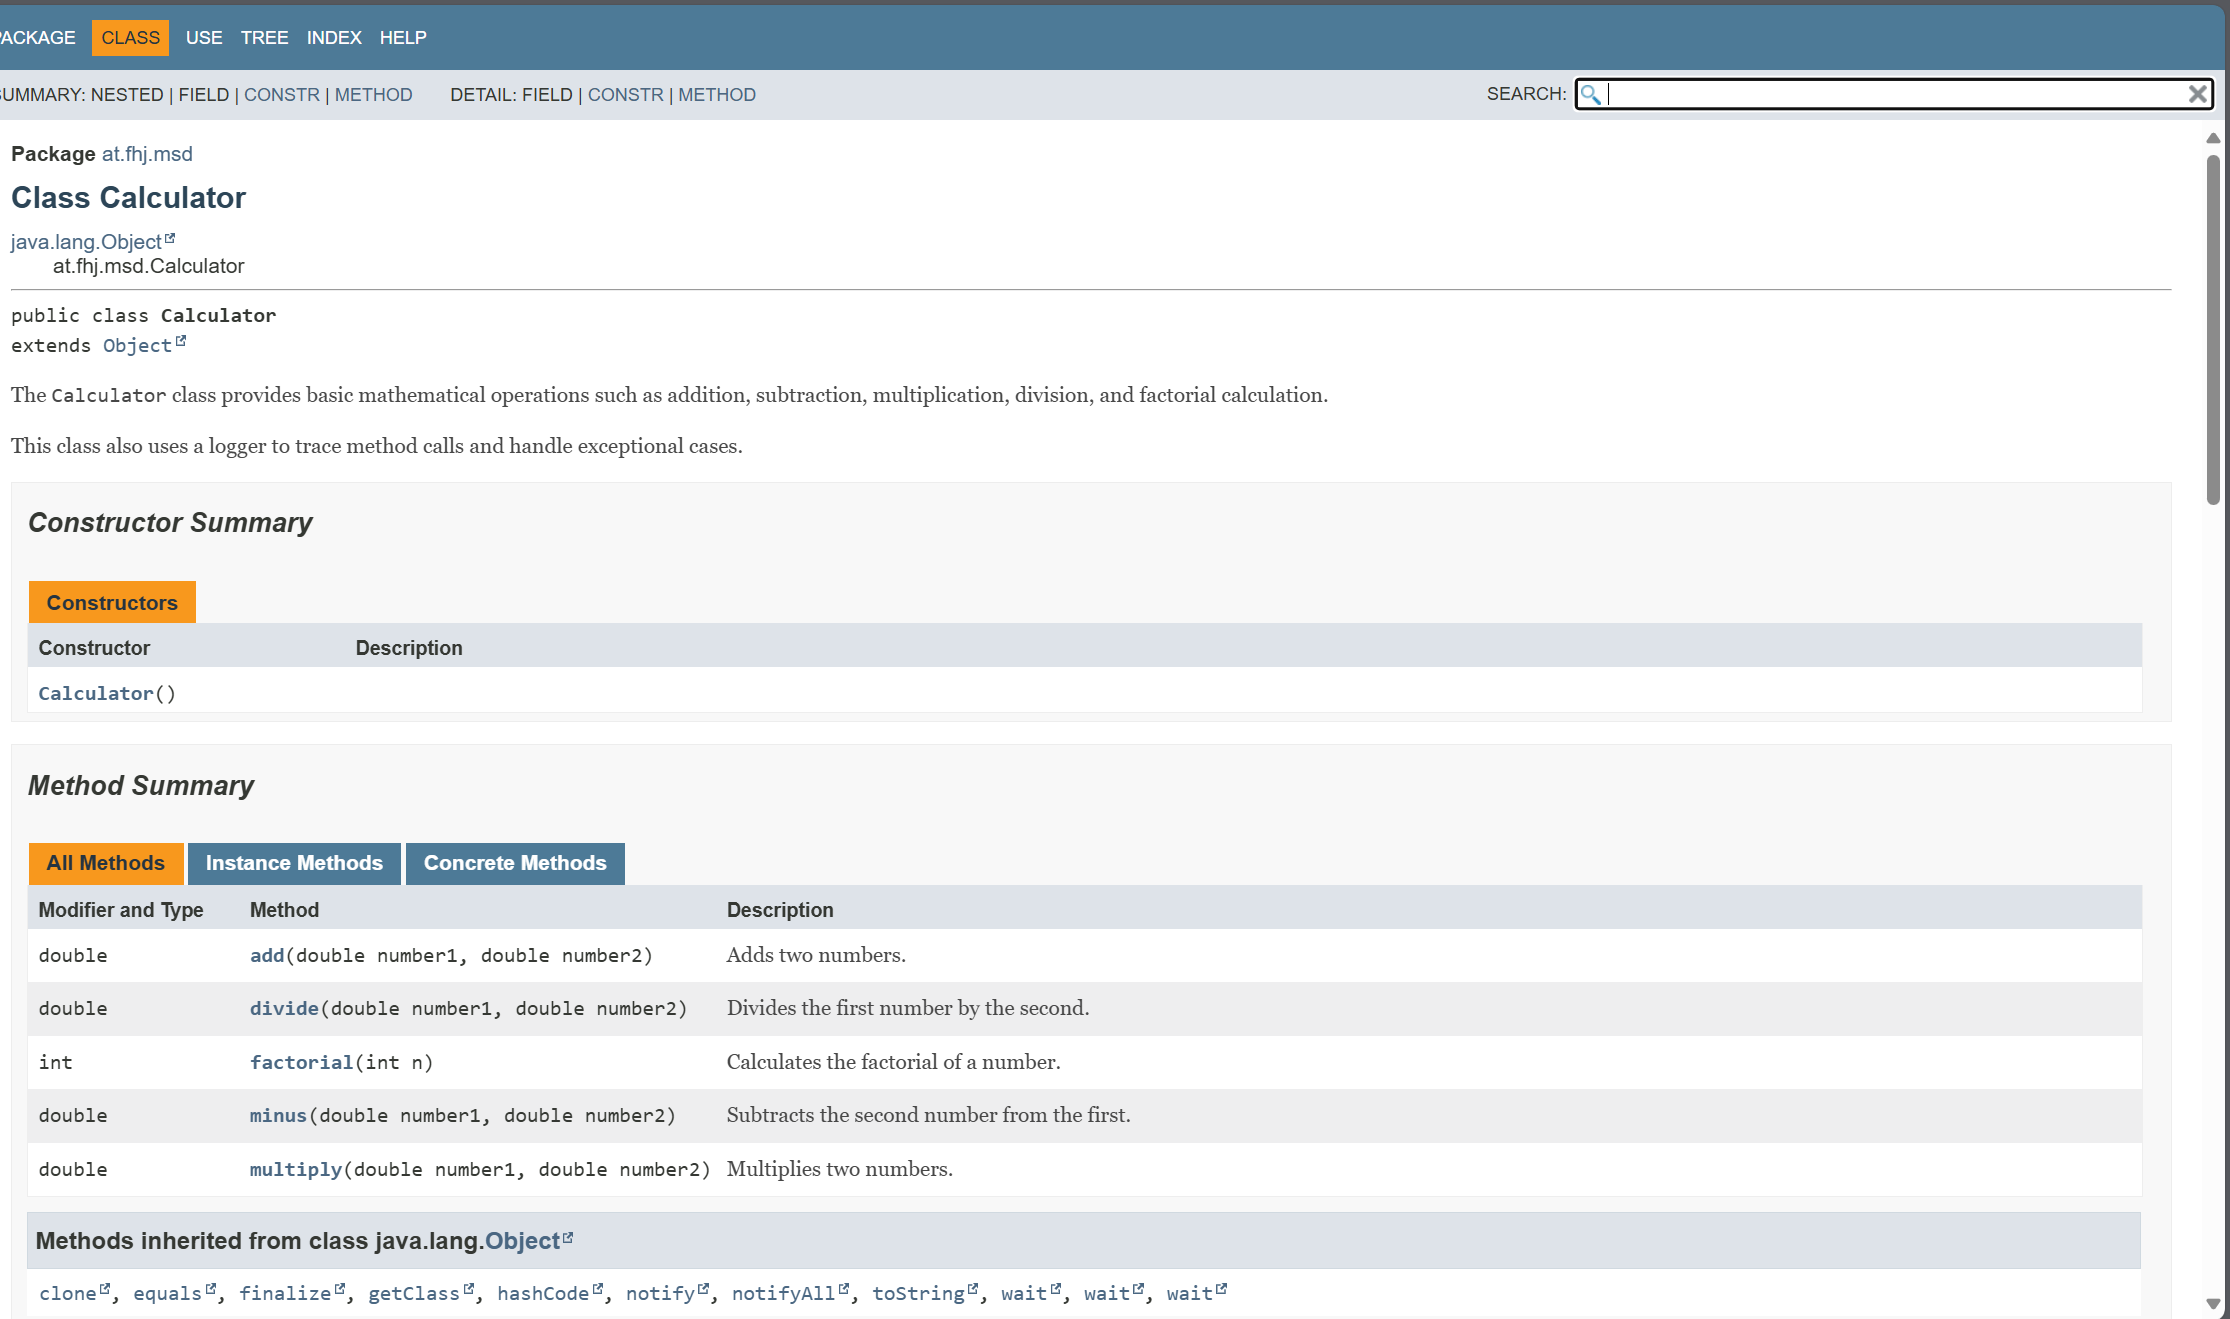 PACKAGE CLASS USE TREE INDEX HELP
SUMMARY: NESTED | FIELD | CONSTR | METHOD DETAIL: FIELD | CONSTR | METHOD SEARCH:
Package at.fhj.msd
Class Calculator
java.lang.Object
at.fhj.msd.Calculator
public class Calculator
extends Object
The Calculator class provides basic mathematical operations such as addition, subtraction, multiplication, division, and factorial calculation.
This class also uses a logger to trace method calls and handle exceptional cases.
Constructor Summary
Constructors
Constructor Description
Calculator()
Method Summary
All Methods Instance Methods Concrete Methods
Modifier and Type Method Description
double add(double number1, double number2) Adds two numbers.
double divide(double number1, double number2) Divides the first number by the second.
int factorial(int n) Calculates the factorial of a number.
double minus(double number1, double number2) Subtracts the second number from the first.
double multiply(double number1, double number2) Multiplies two numbers.
Methods inherited from class java.lang.Object
clone, equals, finalize, getClass, hashCode, notify, notifyAll, toString, wait, wait, wait